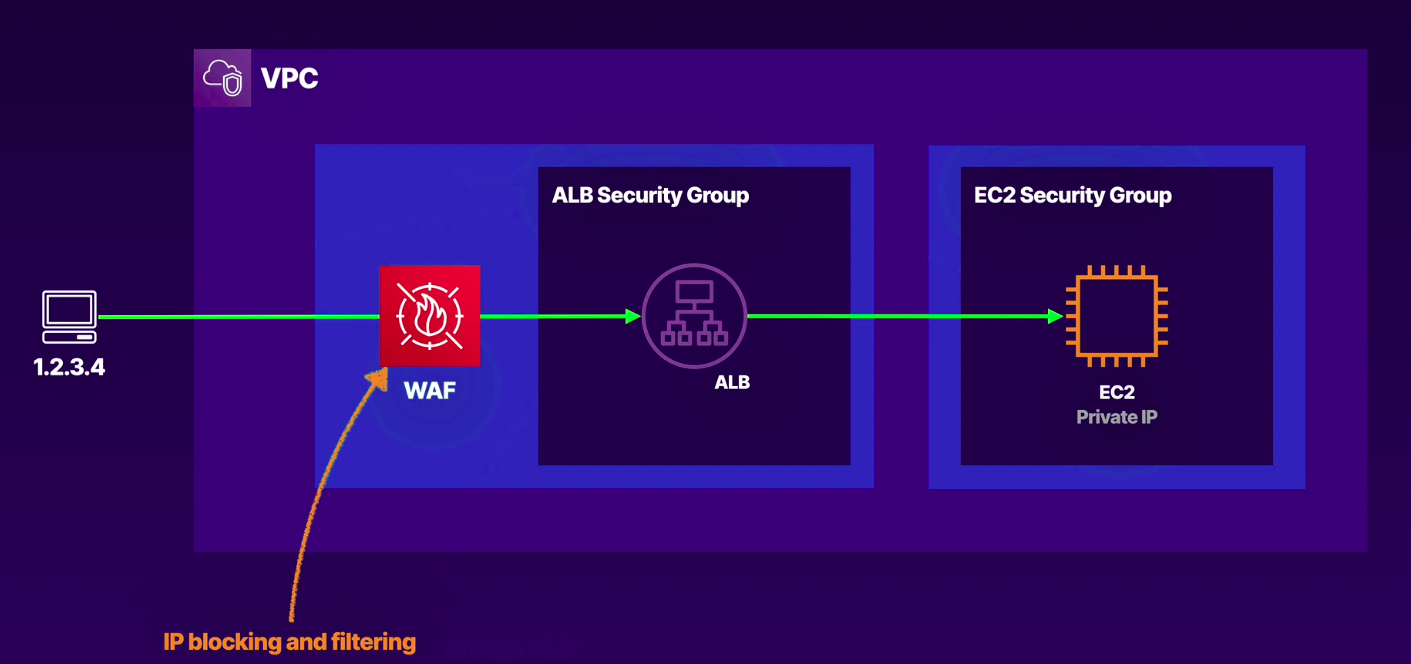 VPC
ALB Security Group
EC2 Security Group
1.2.3.4
WAF
ALB
EC2
Private IP
IP blocking and filtering